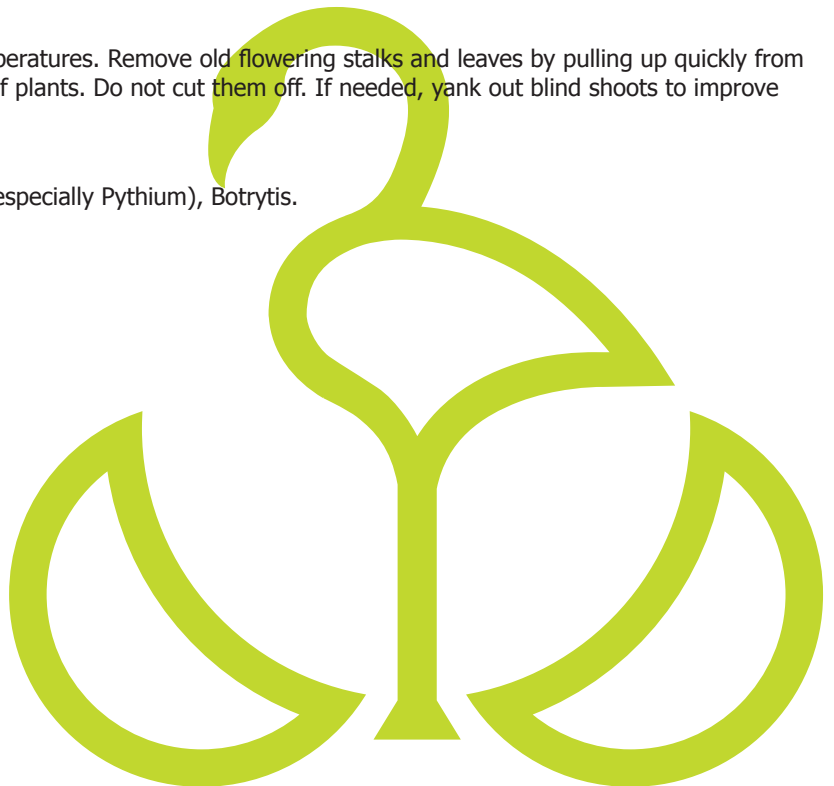 peratures. Remove old flowering stalks and leaves by pulling up quickly from
f plants. Do not cut them off. If needed, yank out blind shoots to improve
especially Pythium), Botrytis.